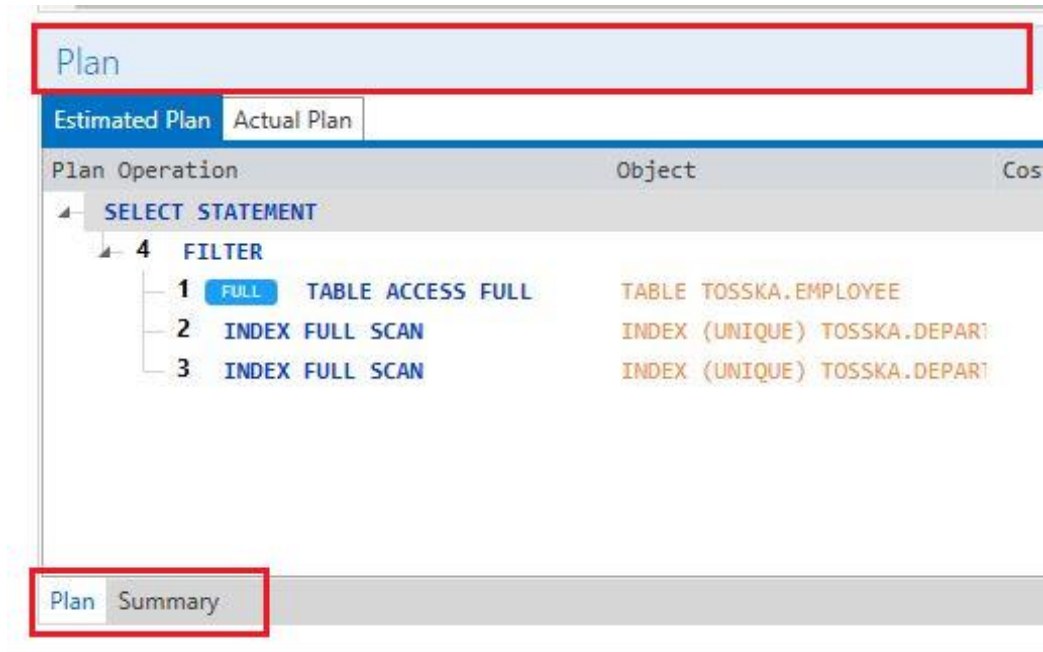 Plan
Estimated Plan Actual Plan
Plan Operation Object Cos
SELECT STATEMENT
4 FILTER
1 FULL TABLE ACCESS FULL TABLE TOSSKA.EMPLOYEE
2 INDEX FULL SCAN INDEX (UNIQUE) TOSSKA.DEPART
3 INDEX FULL SCAN INDEX (UNIQUE) TOSSKA.DEPART
Plan Summary